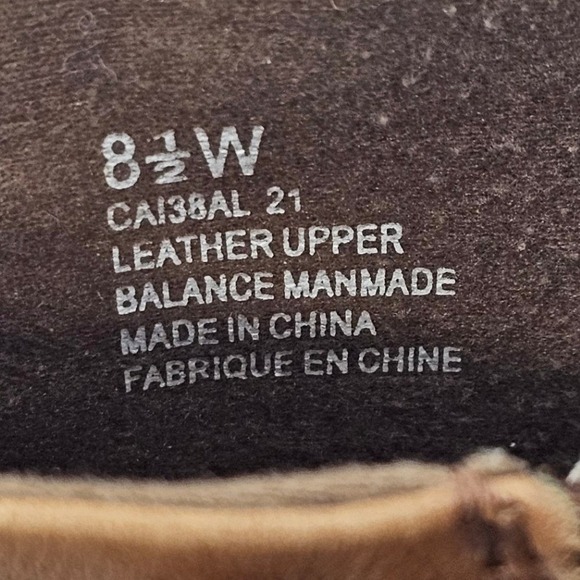 8½W
CAI38AL 21
LEATHER UPPER
BALANCE MANMADE
MADE IN CHINA
FABRIQUE EN CHINE